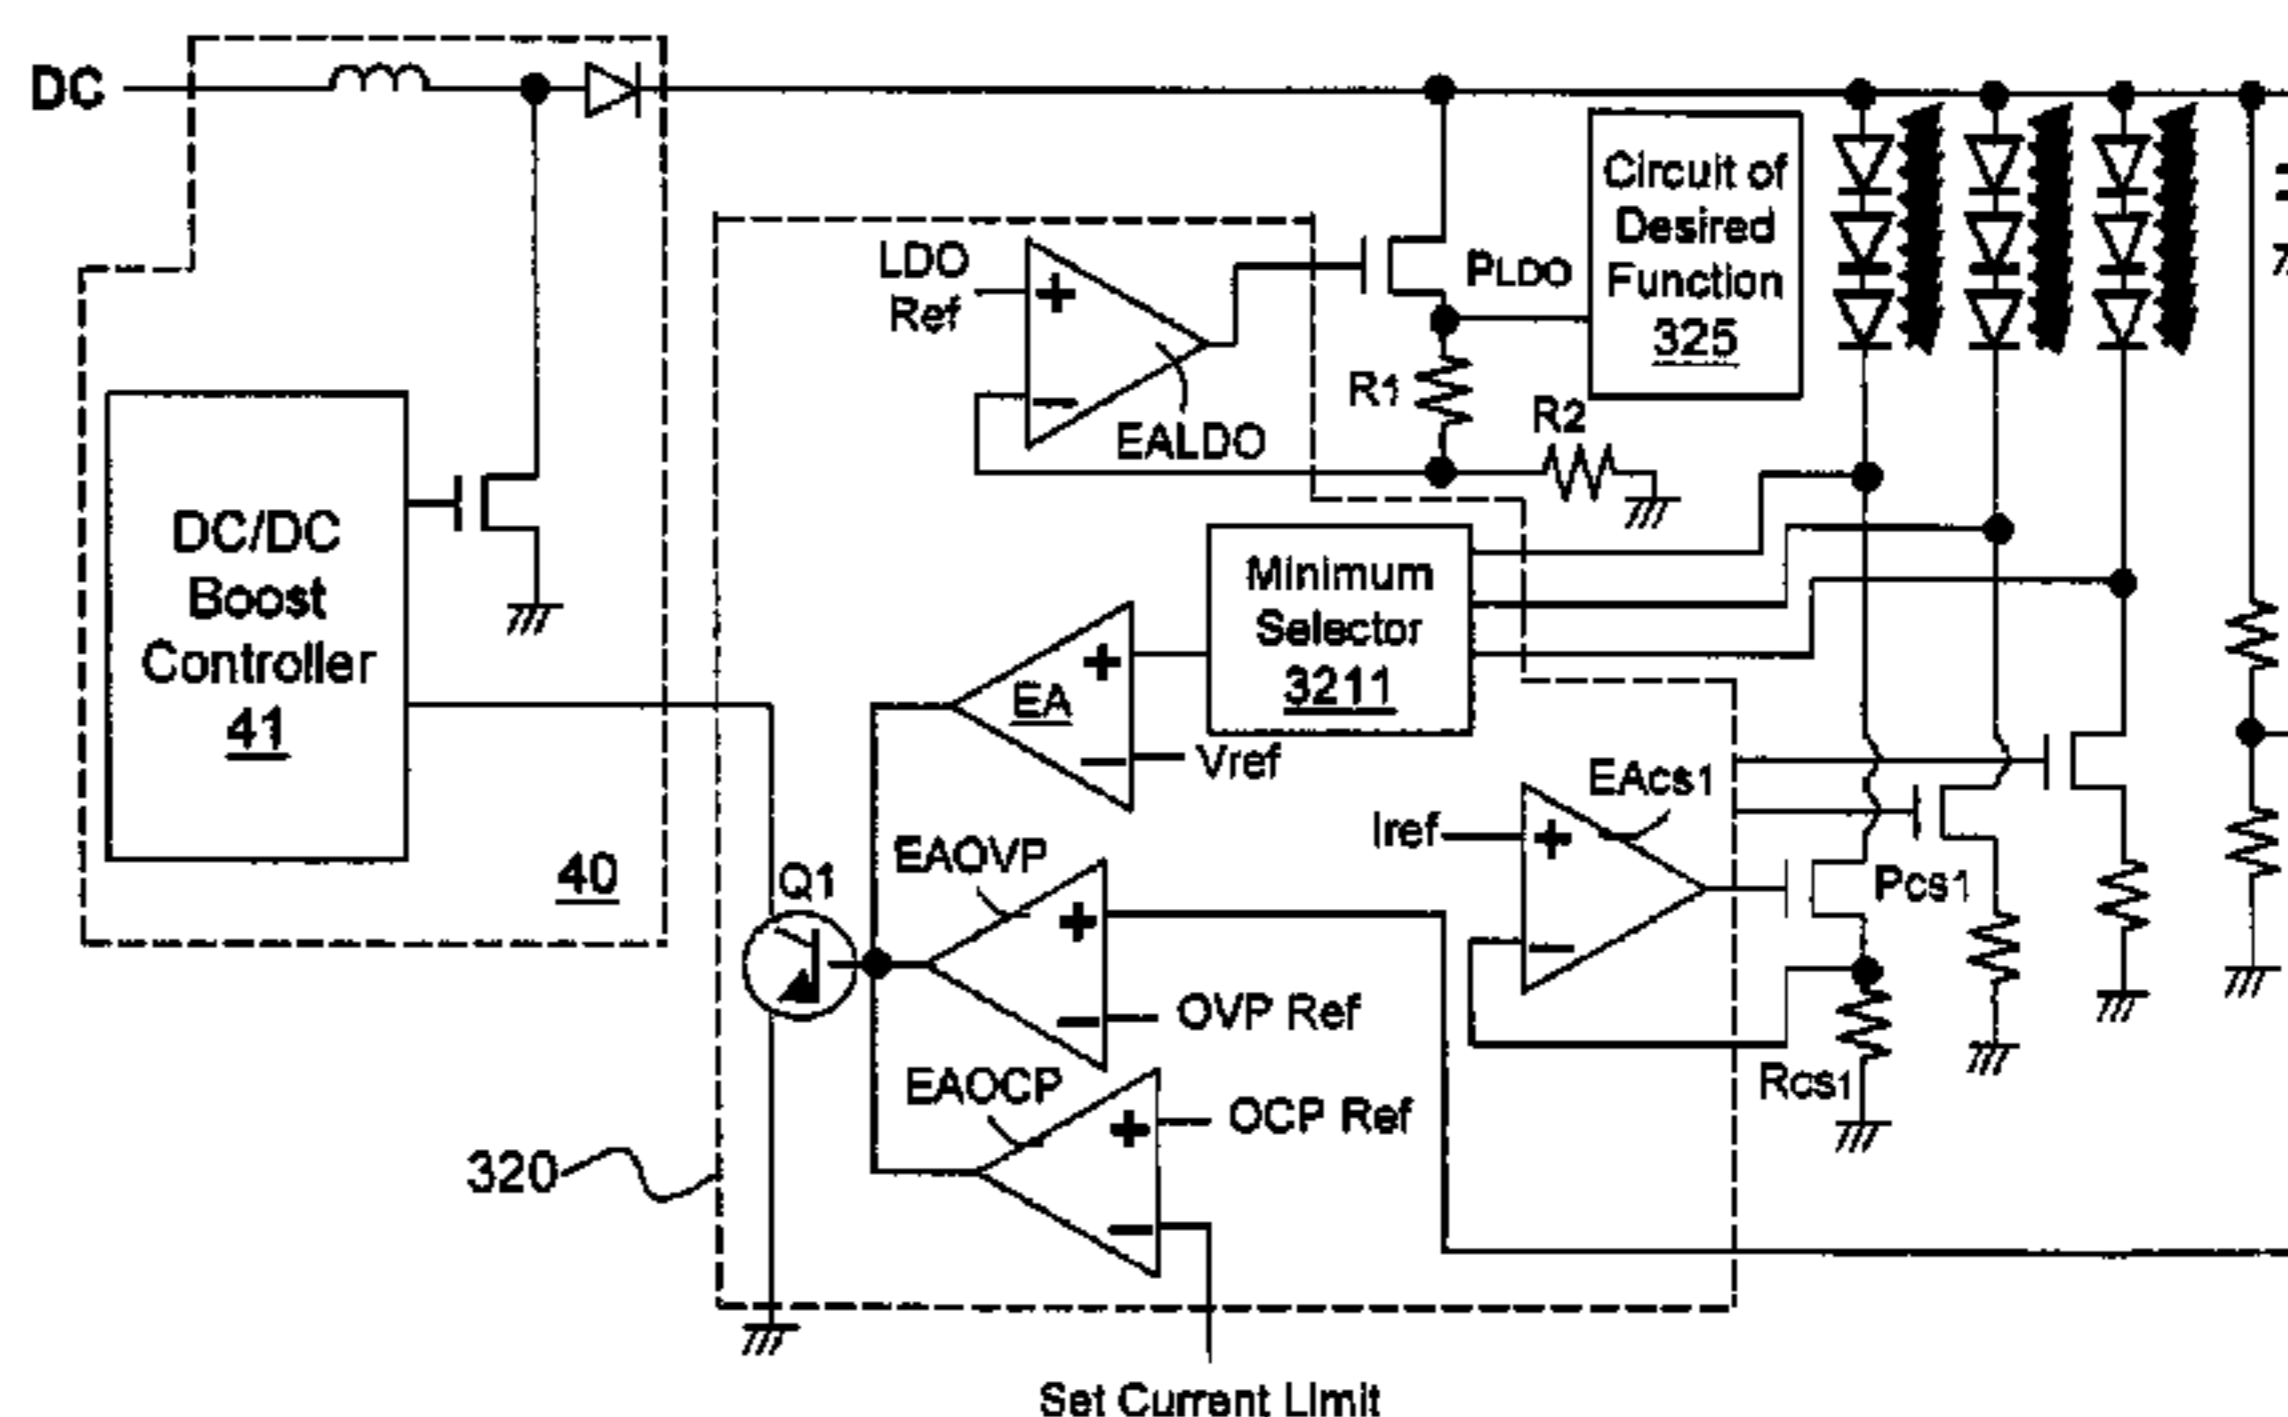 DC
Circuit of
Desired
Function
325
LDO
Ref
+
−
EALDO
PLDO
R1
R2
DC/DC
Boost
Controller
41
40
Minimum
Selector
3211
EA
+
−
Vref
EAOVP
+
−
OVP Ref
Q1
EAOCP
+
−
OCP Ref
Iref
+
−
EAcs1
Pcs1
Rcs1
320
Set Current Limit